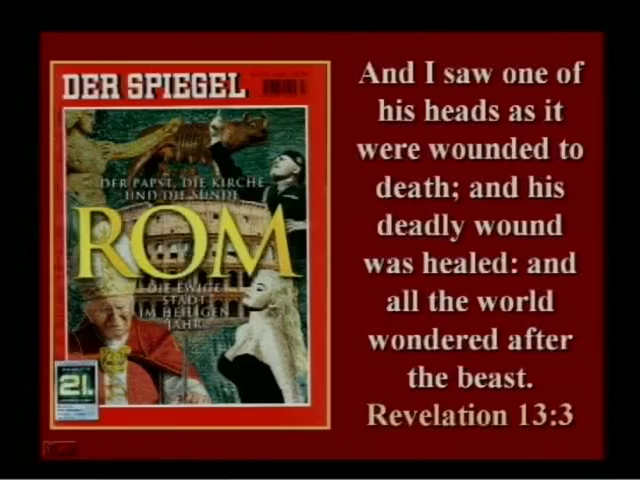 DER SPIEGEL
DER PAPST, DIE KIRCHE
UND DIE SÜNDE
ROM
DIE EWIGE
STADT
IM HEILIGEN
JAHR
21.
And I saw one of
his heads as it
were wounded to
death; and his
deadly wound
was healed: and
all the world
wondered after
the beast.
Revelation 13:3